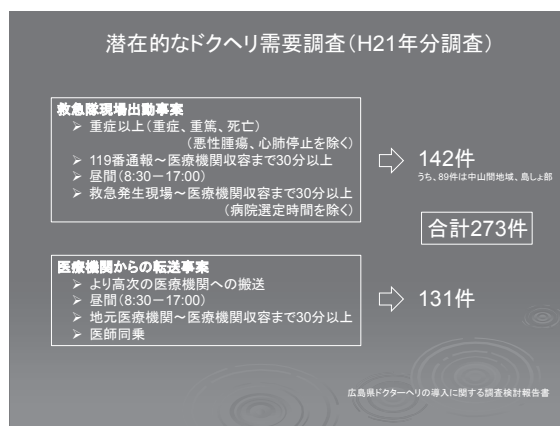 潜在的なドクヘリ需要調査(H21年分調査)
救急隊現場出動事案
➢ 重症以上(重症、重篤、死亡)
(悪性腫瘍、心肺停止を除く)
➢ 119番通報~医療機関収容まで30分以上
➢ 昼間(8:30-17:00)
➢ 救急発生現場~医療機関収容まで30分以上
(病院選定時間を除く)
142件
うち、89件は中山間地域、島しょ部
合計273件
医療機関からの転送事案
➢ より高次の医療機関への搬送
➢ 昼間(8:30-17:00)
➢ 地元医療機関~医療機関収容まで30分以上
➢ 医師同乗
131件
広島県ドクターヘリの導入に関する調査検討報告書